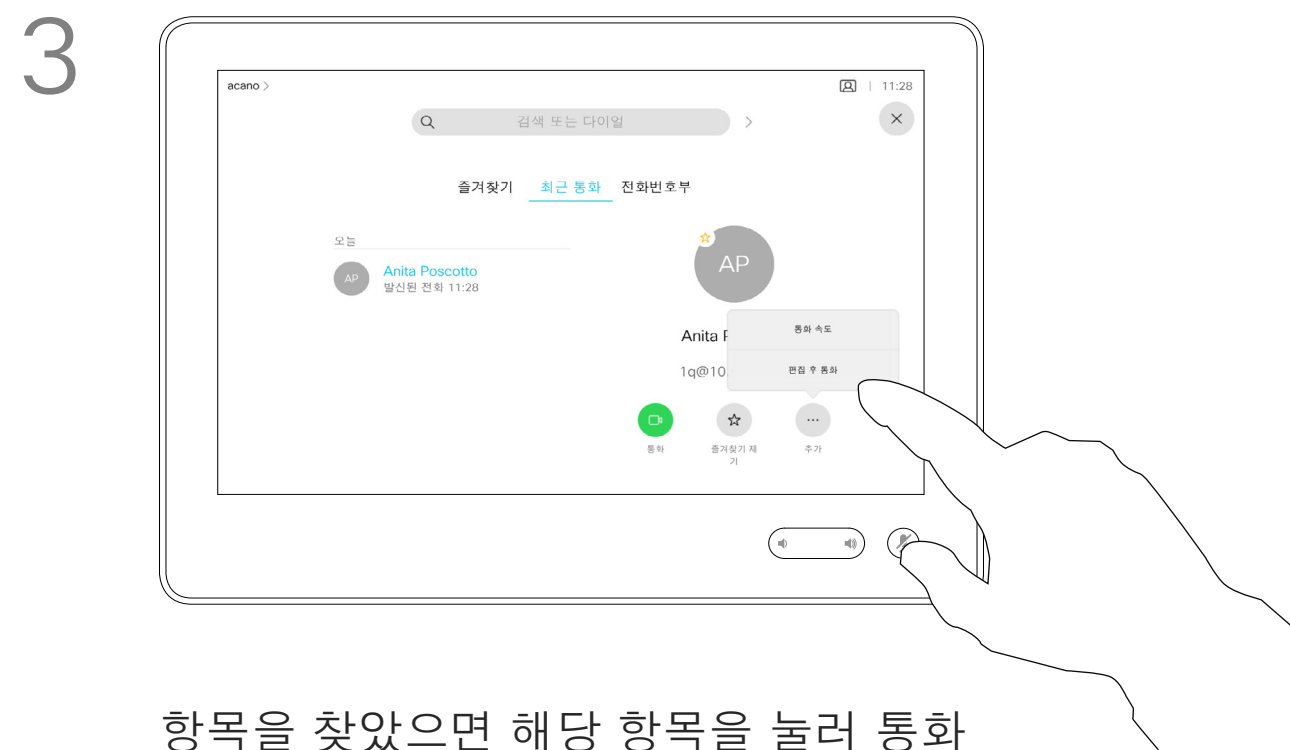 3
acano >
| 11:28
검색 또는 다이얼
즐겨찾기 최근 통화 전화번호부
오늘
AP
Anita Poscotto
발신된 전화 11:28
AP
Anita
1q@10
통화 속도
편집 후 통화
통화
즐겨찾기 제
거
추가
항목을 찾았으면 해당 항목을 눌러 통화